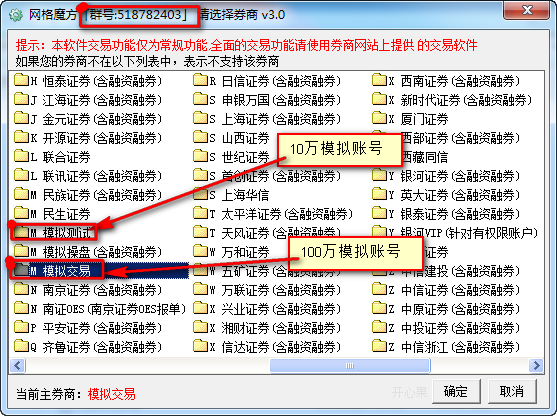 网格魔方 [群号:518782403] 请选择券商 v3.0
提示: 本软件交易功能仅为常规功能.全面的交易功能请使用券商网站上提供 的交易软件
如果您的券商不在以下列表中，表示不支持该券商
H 恒泰证券(含融资融券)
J 江海证券(含融资融券)
J 金元证券(含融资融券)
K 开源证券(含融资融券)
L 联合证券
L 联讯证券(含融资融券)
M 民族证券(含融资融券)
M 民生证券
M 模拟测试
M 模拟操盘(含融资融券)
M 模拟交易
N 南京证券(含融资融券)
N 南证OES(南京证券OES报单)
P 平安证券(含融资融券)
Q 齐鲁证券(含融资融券)
R 日信证券(含融资融券)
S 申银万国(含融资融券)
S 上海证券(含融资融券)
S 山西证券
S 世纪证券
S 首创证券(含融资融券)
S 上海华信
T 太平洋证券(含融资融券)
T 天风证券(含融资融券)
W 万和证券
W 五矿证券(含融资融券)
W 万联证券(含融资融券)
X 兴业证券(含融资融券)
X 湘财证券(含融资融券)
X 信达证券(含融资融券)
X 西南证券(含融资融券)
X 新时代证券(含融资融券)
X 厦门证券
西部证券(含融资融券)
西藏同信
Y 银河证券(含融资融券)
Y 英大证券(含融资融券)
Y 银泰证券(含融资融券)
银河VIP(针对有权限账户)
中信建投(含融资融券)
Z 中原证券(含融资融券)
Z 中投证券(含融资融券)
Z 中信浙江(含融资融券)
10万模拟账号
100万模拟账号
当前主券商: 模拟交易
开心果
确定
取消